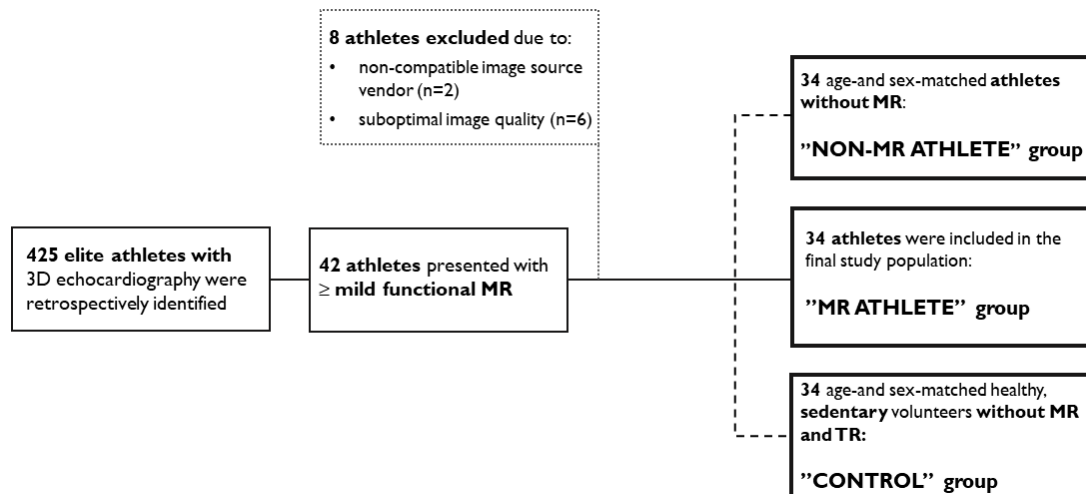 8 athletes excluded due to:
• non-compatible image source
vendor (n=2)
• suboptimal image quality (n=6)
425 elite athletes with
3D echocardiography were
retrospectively identified
42 athletes presented with
≥ mild functional MR
34 age-and sex-matched athletes
without MR:
”NON-MR ATHLETE” group
34 athletes were included in the
final study population:
”MR ATHLETE” group
34 age-and sex-matched healthy,
sedentary volunteers without MR
and TR:
”CONTROL” group